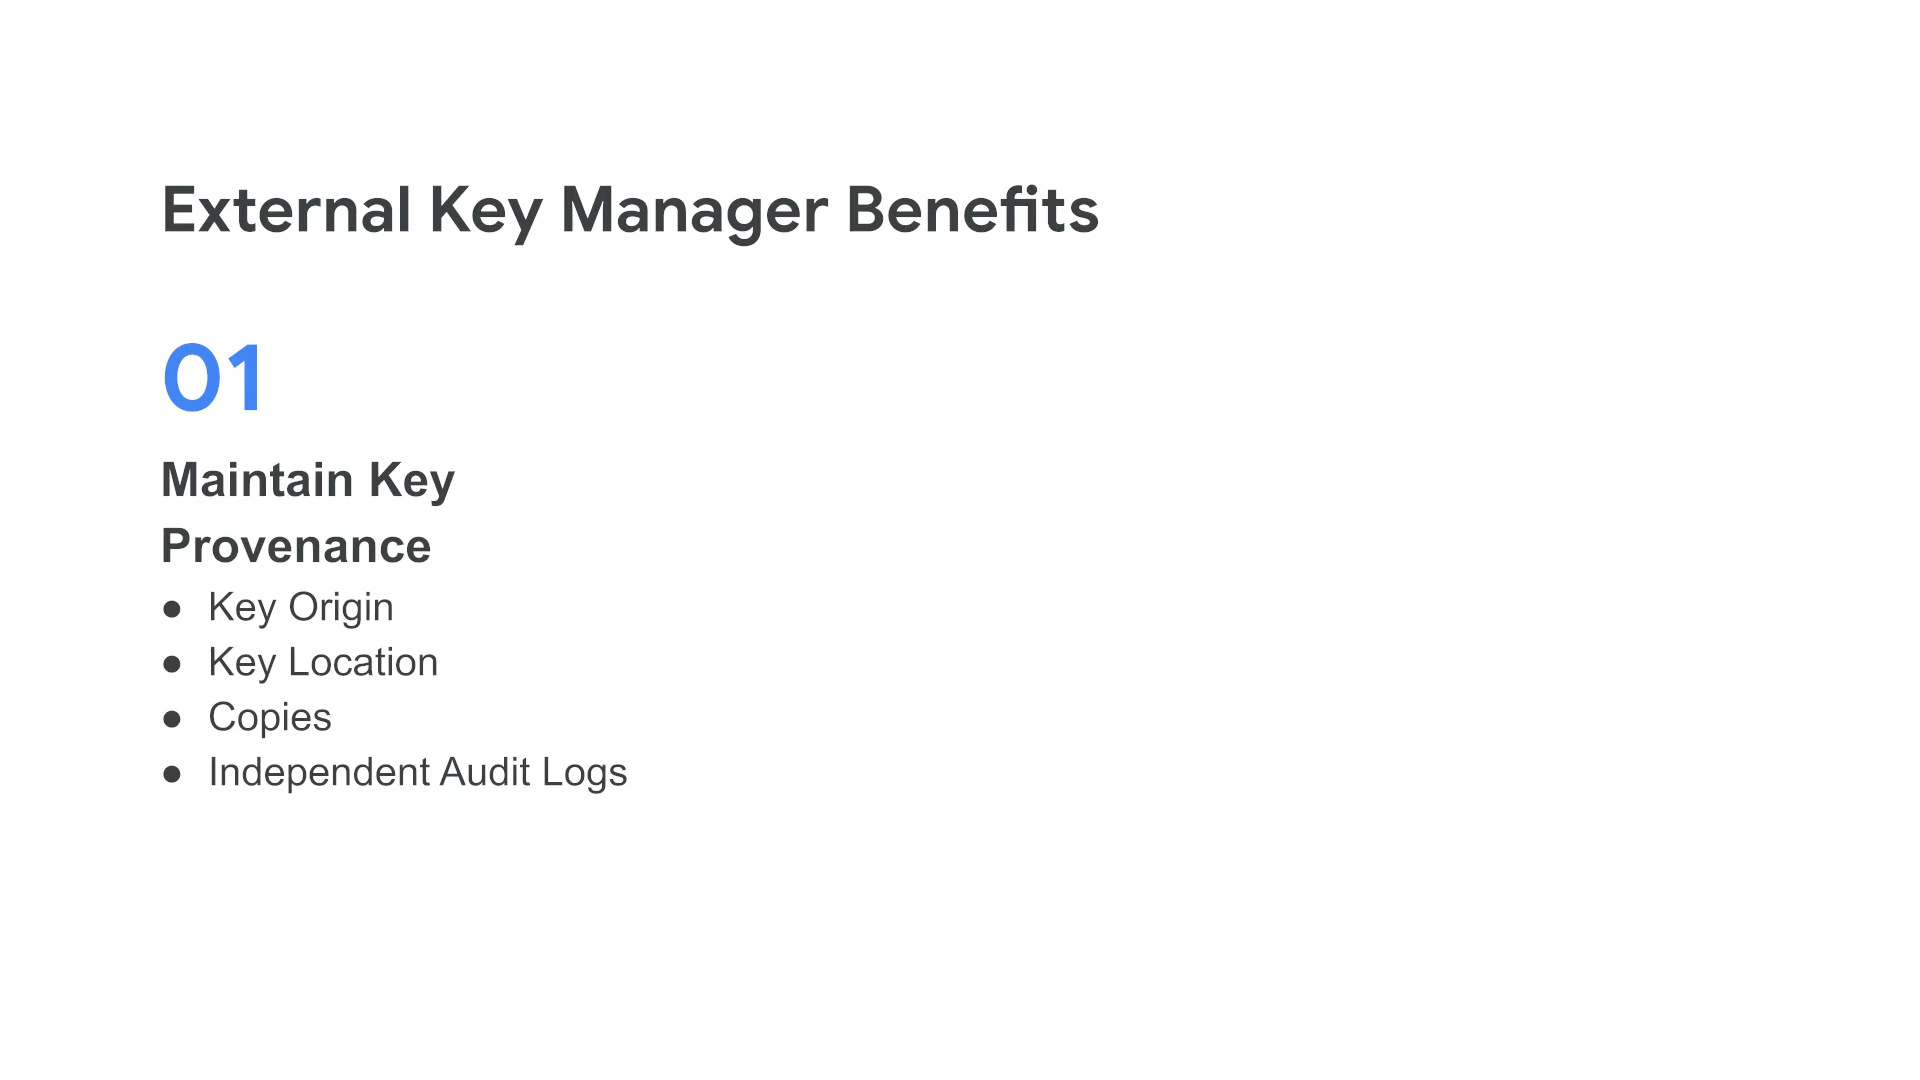 External Key Manager Benefits
01
Maintain Key
Provenance
● Key Origin
● Key Location
● Copies
● Independent Audit Logs